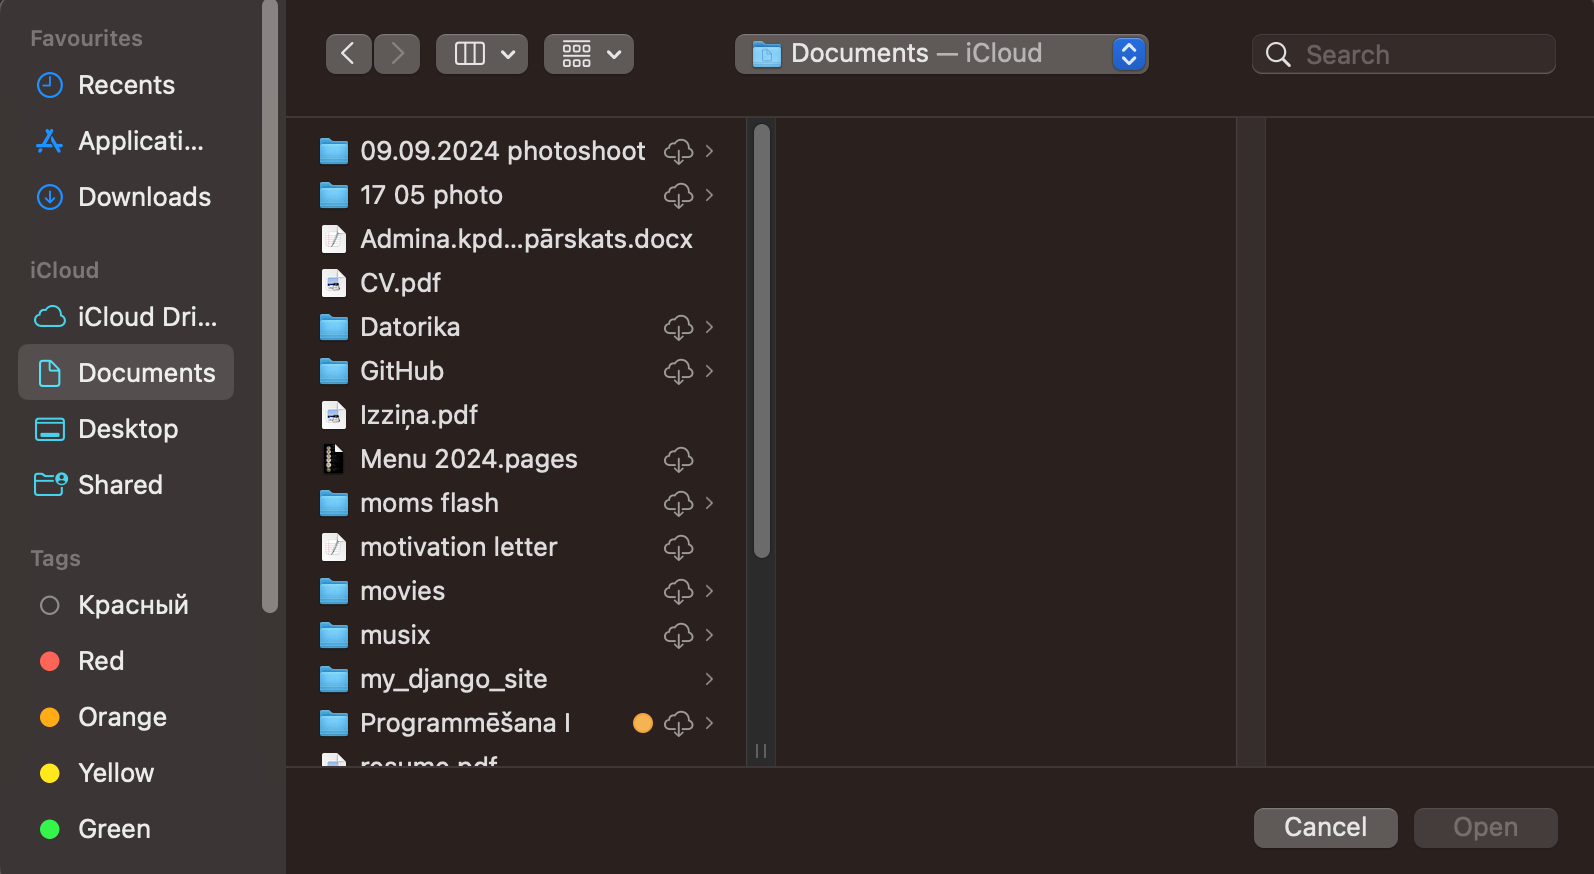 Favourites
Recents
Applicati...
Downloads
iCloud
iCloud Dri...
Documents
Desktop
Shared
Tags
Красный
Red
Orange
Yellow
Green
Documents — iCloud
Search
09.09.2024 photoshoot
17 05 photo
Admina.kpd...pārskats.docx
CV.pdf
Datorika
GitHub
Izziņa.pdf
Menu 2024.pages
moms flash
motivation letter
movies
musix
my_django_site
Programmēšana I
resume.pdf
Cancel
Open